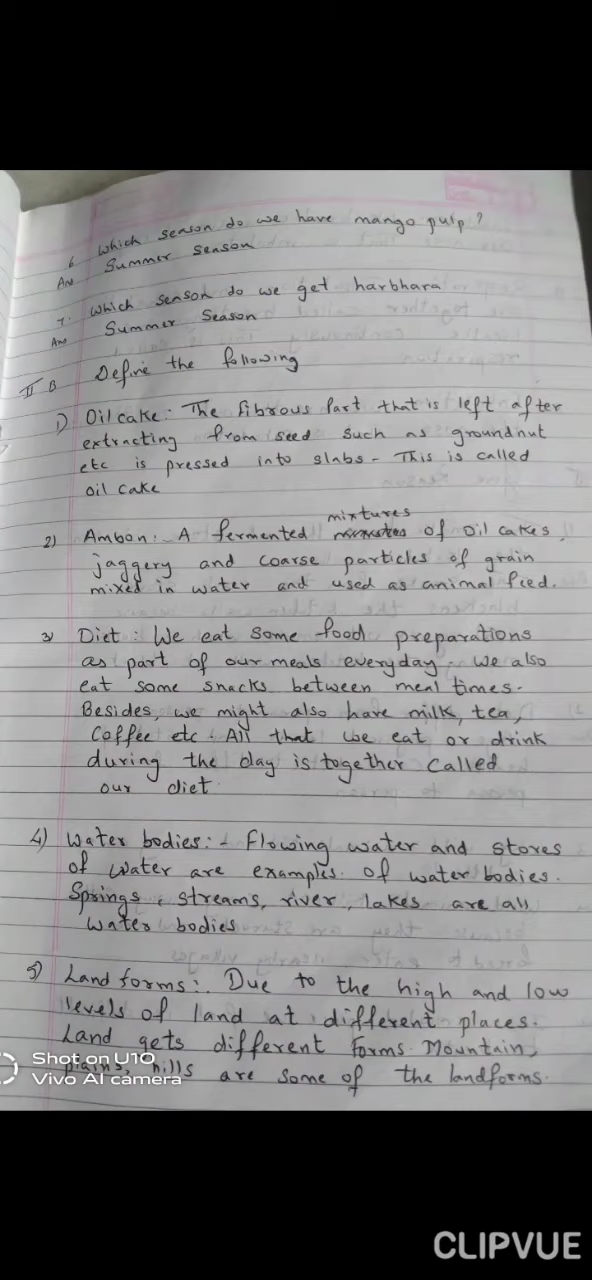 6 Which season do we have mango pulp?
Ans Summer season
7. Which season do we get harbhara
Ans Summer Season
II B Define the following
1) Oil cake: The fibrous Part that is left after
extracting from seed such as groundnut
etc is pressed into slabs - This is called
oil cake
mixtures
2) Ambon: A fermented of oil cakes,
jaggery and coarse particles of grain
mixed in water and used as animal feed.
3) Diet: We eat some food preparations
as part of our meals everyday. We also
eat some snacks between meal times.
Besides, we might also have milk, tea,
Coffee etc. All that we eat or drink
during the day is together called
our diet.
4) Water bodies: - Flowing water and stores
of water are examples of water bodies.
Springs, streams, river, lakes are all
water bodies
5) Land forms: Due to the high and low
levels of land at different places.
Land gets different forms. Mountain,
plains, hills are some of the landforms.
Shot on U10
Vivo AI camera
CLIPVUE